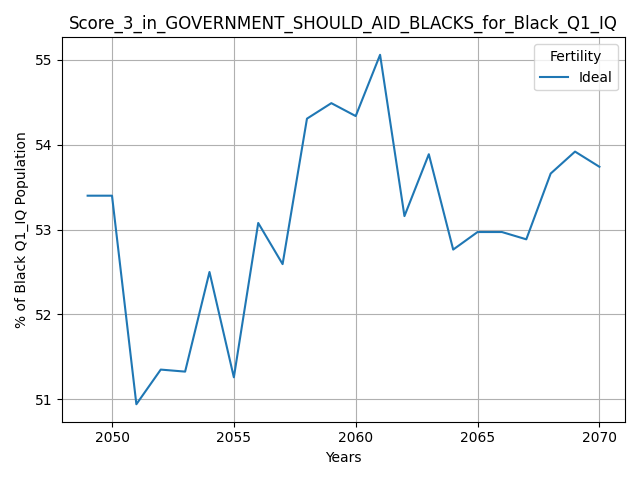 Score_3_in_GOVERNMENT_SHOULD_AID_BLACKS_for_Black_Q1_IQ
Fertility
Ideal
% of Black Q1_IQ Population
55
54
53
52
51
2050 2055 2060 2065 2070
Years